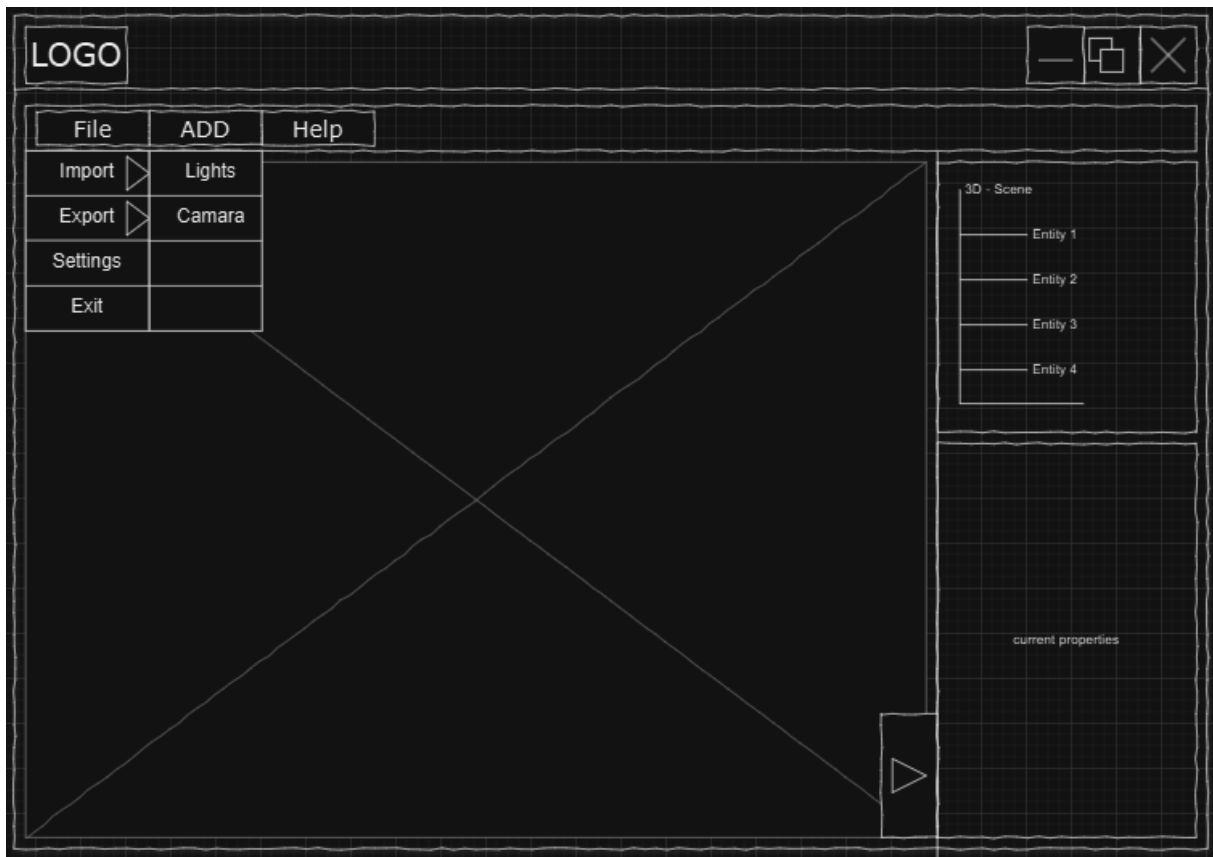 LOGO
File ADD Help
Import Lights
Export Camara
Settings
Exit
3D - Scene
Entity 1
Entity 2
Entity 3
Entity 4
current properties